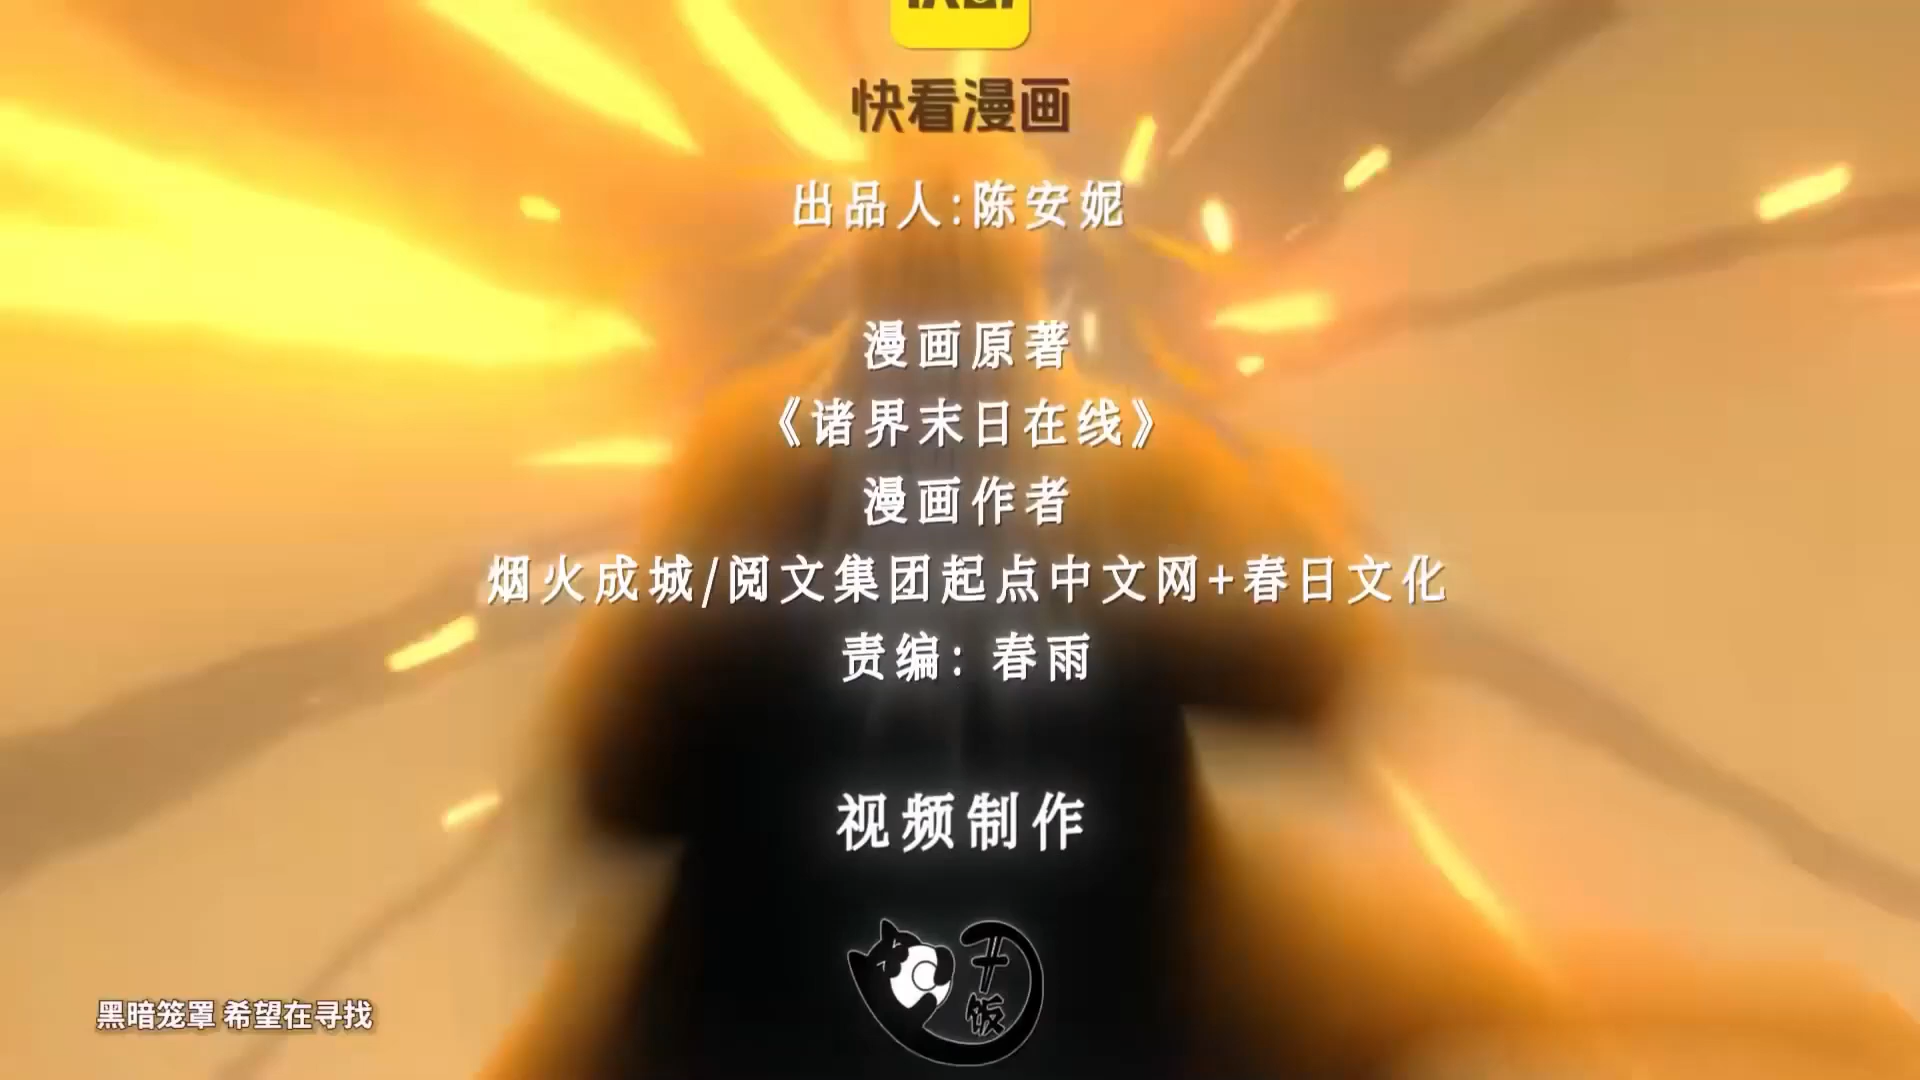 快看漫画
出品人:陈安妮
漫画原著
《诸界末日在线》
漫画作者
烟火成城/阅文集团起点中文网+春日文化
责编：春雨
视频制作
开饭
黑暗笼罩 希望在寻找